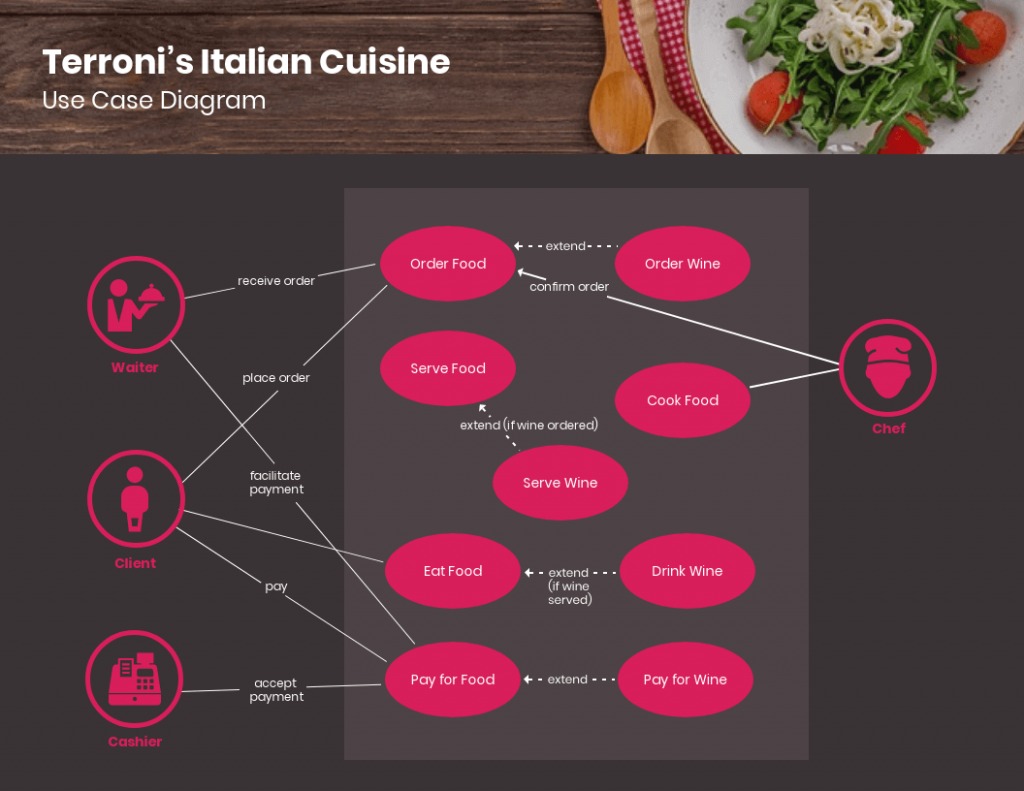 Terroni's Italian Cuisine
Use Case Diagram
Order Food
extend
Order Wine
receive order
confirm order
Waiter
Serve Food
place order
Cook Food
Chef
extend (if wine ordered)
facilitate
payment
Serve Wine
Client
Eat Food
extend
(if wine
served)
Drink Wine
pay
Pay for Food
extend
Pay for Wine
accept
payment
Cashier